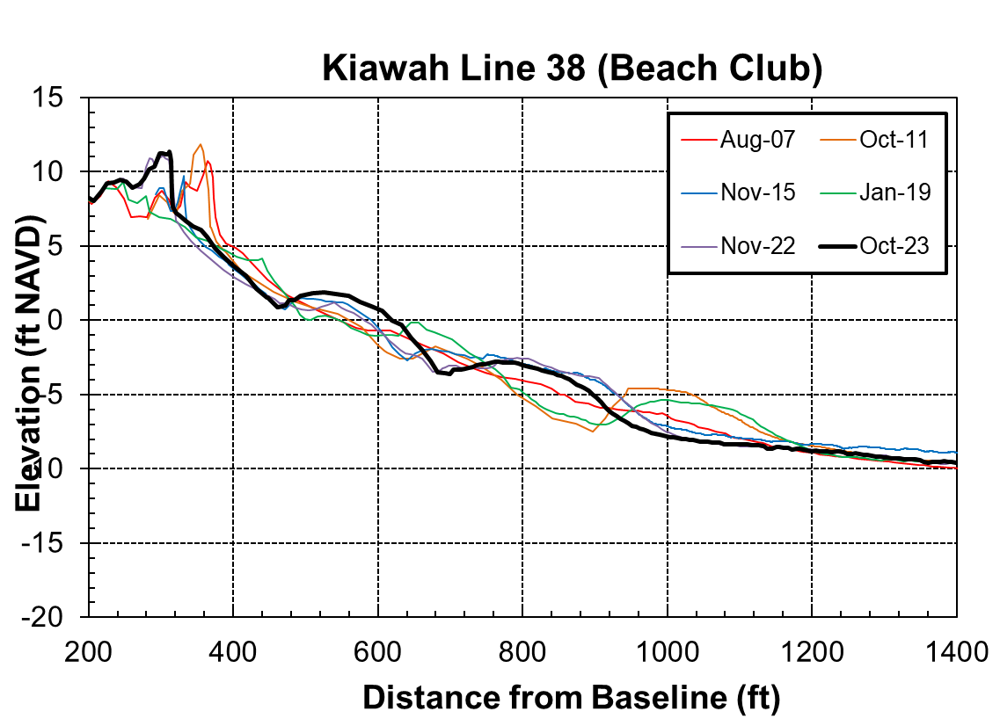 Kiawah Line 38 (Beach Club)
15
10
5
0
-5
-10
-15
-20
Elevation (ft NAVD)
Aug-07 Oct-11
Nov-15 Jan-19
Nov-22 Oct-23
200 400 600 800 1000 1200 1400
Distance from Baseline (ft)